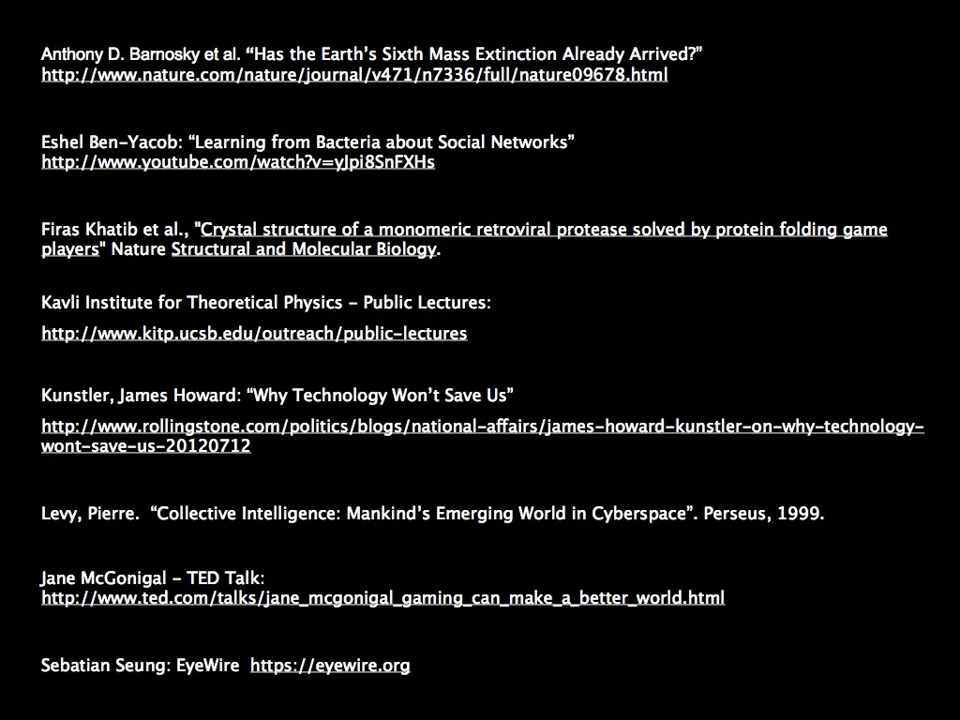 Anthony D. Barnosky et al. “Has the Earth’s Sixth Mass Extinction Already Arrived?”
http://www.nature.com/nature/journal/v471/n7336/full/nature09678.html
Eshel Ben-Yacob: “Learning from Bacteria about Social Networks”
http://www.youtube.com/watch?v=yJpi8SnFXHs
Firas Khatib et al., "Crystal structure of a monomeric retroviral protease solved by protein folding game
players" Nature Structural and Molecular Biology.
Kavli Institute for Theoretical Physics - Public Lectures:
http://www.kitp.ucsb.edu/outreach/public-lectures
Kunstler, James Howard: “Why Technology Won’t Save Us”
http://www.rollingstone.com/politics/blogs/national-affairs/james-howard-kunstler-on-why-technology-
wont-save-us-20120712
Levy, Pierre.  “Collective Intelligence: Mankind’s Emerging World in Cyberspace”. Perseus, 1999.
Jane McGonigal - TED Talk:
http://www.ted.com/talks/jane_mcgonigal_gaming_can_make_a_better_world.html
Sebatian Seung: EyeWire  https://eyewire.org